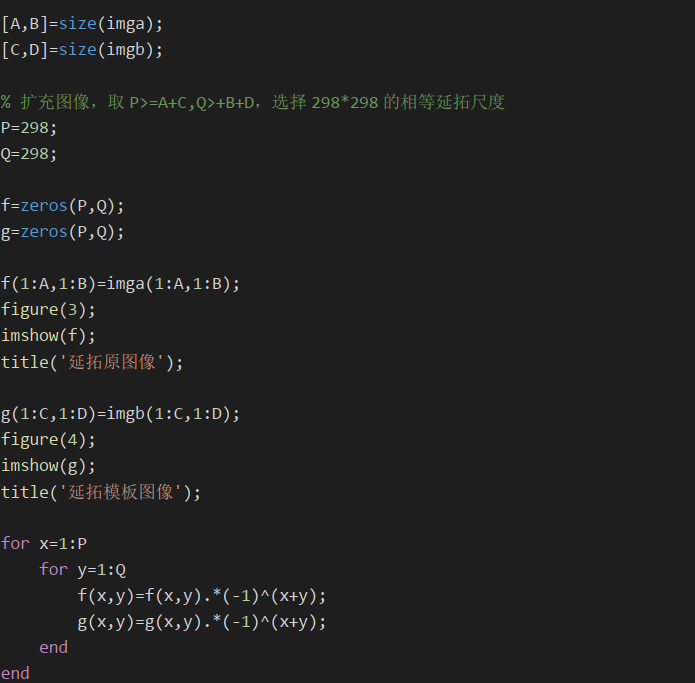 [A,B]=size(imga);
[C,D]=size(imgb);
% 扩充图像，取 P>=A+C,Q>+B+D，选择 298*298 的相等延拓尺度
P=298;
Q=298;
f=zeros(P,Q);
g=zeros(P,Q);
f(1:A,1:B)=imga(1:A,1:B);
figure(3);
imshow(f);
title('延拓原图像');
g(1:C,1:D)=imgb(1:C,1:D);
figure(4);
imshow(g);
title('延拓模板图像');
for x=1:P
    for y=1:Q
        f(x,y)=f(x,y).*(-1)^(x+y);
        g(x,y)=g(x,y).*(-1)^(x+y);
    end
end